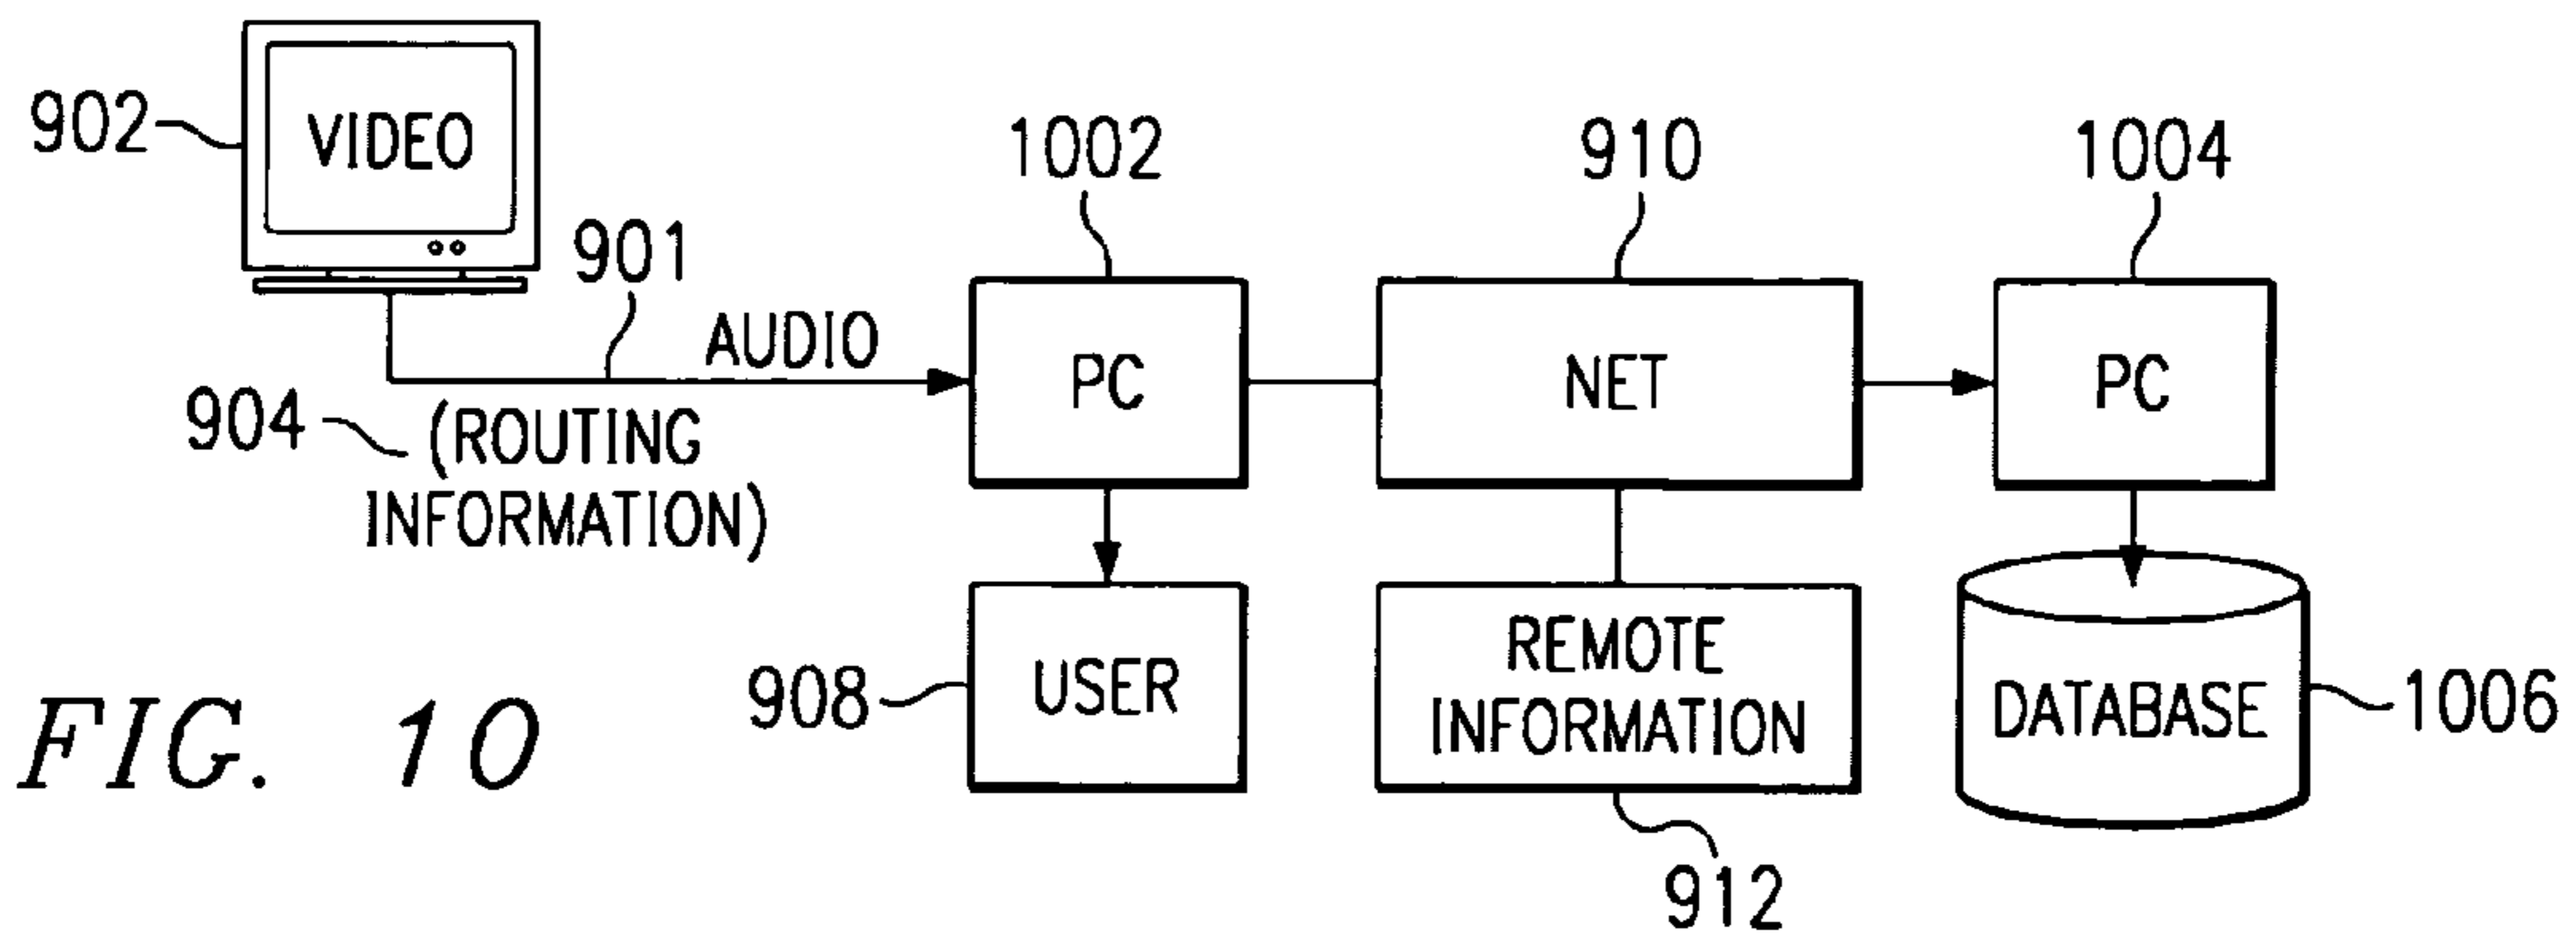 902
VIDEO
901
AUDIO
904
(ROUTING
INFORMATION)
1002
PC
910
NET
1004
PC
908
USER
REMOTE
INFORMATION
912
DATABASE
1006
FIG. 10